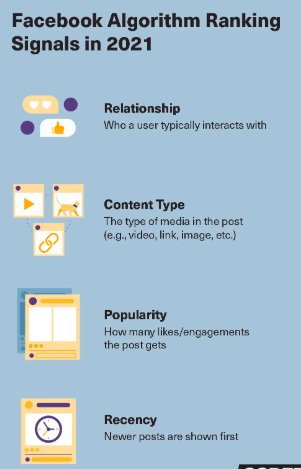 Facebook Algorithm Ranking
Signals in 2021
Relationship
Who a user typically interacts with
Content Type
The type of media in the post
(e.g., video, link, image, etc.)
Popularity
How many likes/engagements
the post gets
Recency
Newer posts are shown first